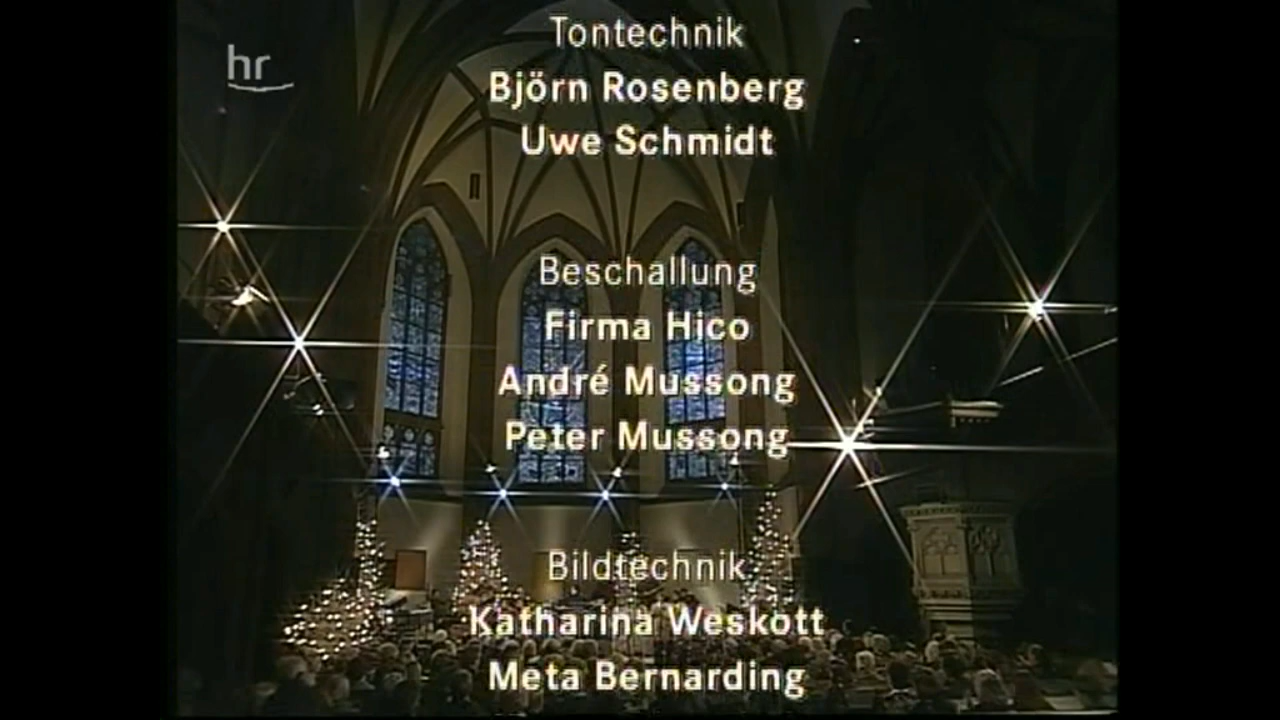 Tontechnik
hr
Björn Rosenberg
Uwe Schmidt
Beschallung
Firma Hico
André Mussong
Peter Mussong
Bildtechnik
Katharina Weskott
Meta Bernarding